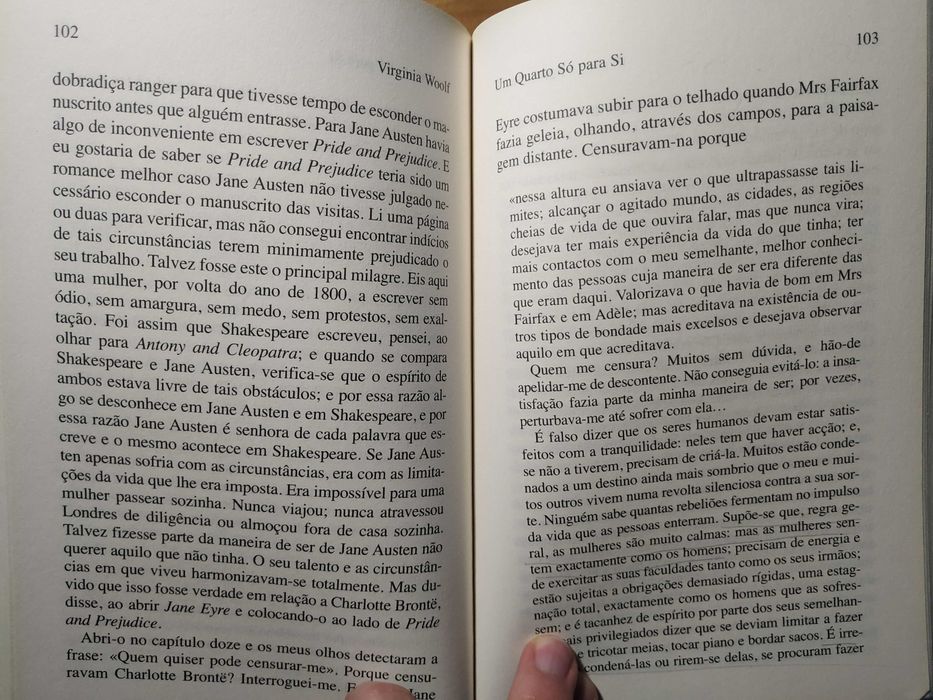 102
Virginia Woolf
dobradiça ranger para que tivesse tempo de esconder o ma-
nuscrito antes que alguém entrasse. Para Jane Austen havia
algo de inconveniente em escrever Pride and Prejudice. E
eu gostaria de saber se Pride and Prejudice teria sido um
romance melhor caso Jane Austen não tivesse julgado ne-
cessário esconder o manuscrito das visitas. Li uma página
ou duas para verificar, mas não consegui encontrar indícios
de tais circunstâncias terem minimamente prejudicado o
seu trabalho. Talvez fosse este o principal milagre. Eis aqui
uma mulher, por volta do ano de 1800, a escrever sem
ódio, sem amargura, sem medo, sem protestos, sem exal-
tação. Foi assim que Shakespeare escreveu, pensei, ao
olhar para Antony and Cleopatra; e quando se compara
Shakespeare e Jane Austen, verifica-se que o espírito de
ambos estava livre de tais obstáculos; e por essa razão al-
go se desconhece em Jane Austen e em Shakespeare, e por
essa razão Jane Austen é senhora de cada palavra que es-
creve e o mesmo acontece em Shakespeare. Se Jane Aus-
ten apenas sofria com as circunstâncias, era com as limita-
ções da vida que lhe era imposta. Era impossível para uma
mulher passear sozinha. Nunca viajou; nunca atravessou
Londres de diligência ou almoçou fora de casa sozinha.
Talvez fizesse parte da maneira de ser de Jane Austen não
querer aquilo que não tinha. O seu talento e as circunstân-
cias em que viveu harmonizavam-se totalmente. Mas du-
vido que isso fosse verdade em relação a Charlotte Brontë,
disse, ao abrir Jane Eyre e colocando-o ao lado de Pride
and Prejudice.
Abri-o no capítulo doze e os meus olhos detectaram a
frase: «Quem quiser pode censurar-me». Porque censu-
ravam Charlotte Brontë? Interroguei-me. Jane
103
Um Quarto Só para Si
Eyre costumava subir para o telhado quando Mrs Fairfax
fazia geleia, olhando, através dos campos, para a paisa-
gem distante. Censuravam-na porque
«nessa altura eu ansiava ver o que ultrapassasse tais li-
mites; alcançar o agitado mundo, as cidades, as regiões
cheias de vida de que ouvira falar, mas que nunca vira;
desejava ter mais experiência da vida do que tinha; ter
mais contactos com o meu semelhante, melhor conheci-
mento das pessoas cuja maneira de ser era diferente das
que eram daqui. Valorizava o que havia de bom em Mrs
Fairfax e em Adèle; mas acreditava na existência de ou-
tros tipos de bondade mais excelsos e desejava observar
aquilo em que acreditava.
Quem me censura? Muitos sem dúvida, e hão-de
apelidar-me de descontente. Não conseguia evitá-lo: a insa-
tisfação fazia parte da minha maneira de ser; por vezes,
perturbava-me até sofrer com ela...
É falso dizer que os seres humanos devam estar satis-
feitos com a tranquilidade: neles tem que haver acção; e,
se não a tiverem, precisam de criá-la. Muitos estão conde-
nados a um destino ainda mais sombrio que o meu e mui-
tos outros vivem numa revolta silenciosa contra a sua sor-
te. Ninguém sabe quantas rebeliões fermentam no impulso
da vida que as pessoas enterram. Supõe-se que, regra ge-
ral, as mulheres são muito calmas: mas as mulheres sen-
tem exactamente como os homens; precisam de energia e
de exercitar as suas faculdades tanto como os seus irmãos;
estão sujeitas a obrigações demasiado rígidas, uma estag-
nação total, exactamente como os homens que as sofres-
sem; e é tacanhez de espírito por parte dos seus semelhan-
privilegiados dizer que se deviam limitar a fazer
e tricotar meias, tocar piano e bordar sacos. É irre-
condená-las ou rirem-se delas, se procuram fazer